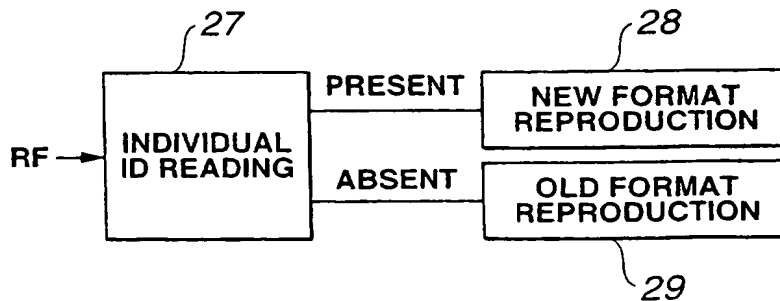 27
28
PRESENT
NEW FORMAT
REPRODUCTION
RF
INDIVIDUAL
ID READING
ABSENT
OLD FORMAT
REPRODUCTION
29